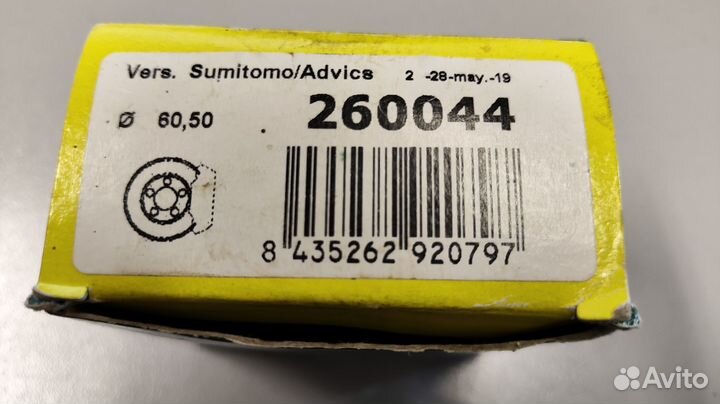 Vers. Sumitomo/Advics 2 -28-may.-19
Ø 60,50 260044
8 435262 920797
Avito